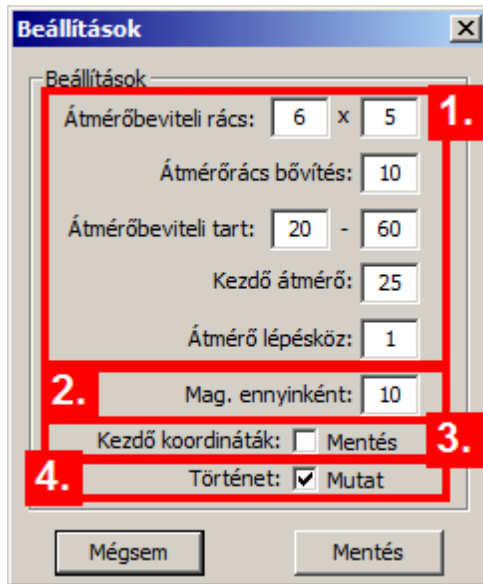 Beállítások
Beállítások
Átmérőbeviteli rács: 6 x 5 1.
Átmérőrács bővítés: 10
Átmérőbeviteli tart: 20 - 60
Kezdő átmérő: 25
Átmérő lépésköz: 1
2. Mag. ennyinként: 10
Kezdő koordináták: Mentés 3.
4. Történet: Mutat
Mégsem Mentés